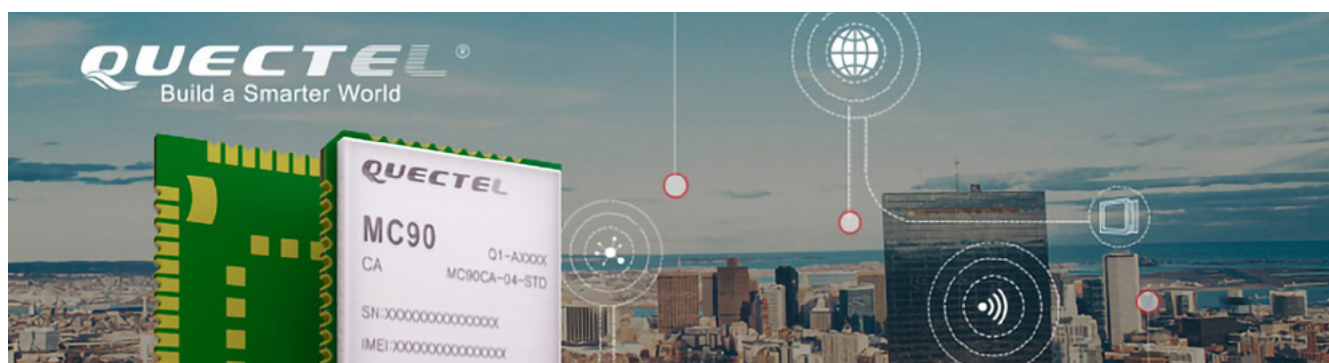 QUECTEL®
Build a Smarter World
QUECTEL
MC90
Q1-AXXXX
CA
MC90CA-04-STD
SN:XXXXXXXXXXXXXXX
IMEI:XXXXXXXXXXXXXXX